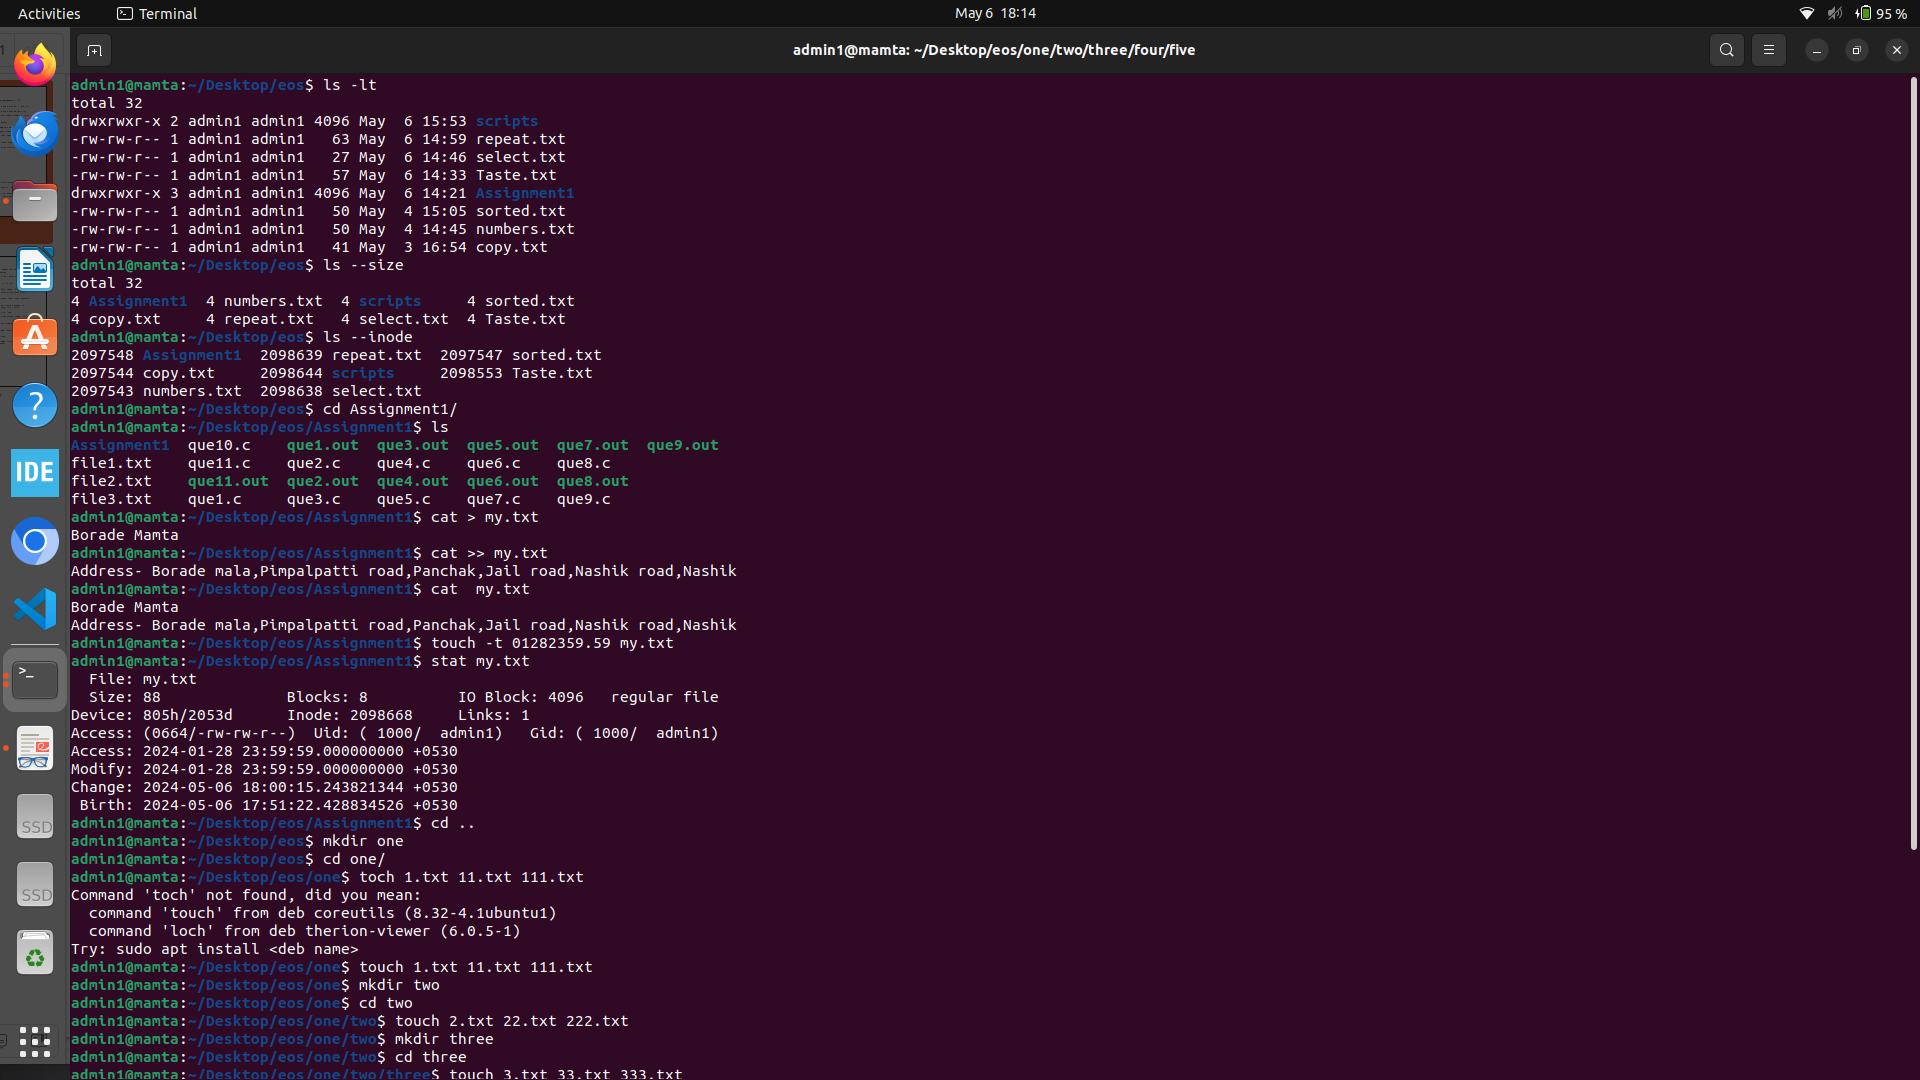 Activities Terminal May 6 18:14 95 %
admin1@mamta: ~/Desktop/eos/one/two/three/four/five
admin1@mamta:~/Desktop/eos$ ls -lt
total 32
drwxrwxr-x 2 admin1 admin1 4096 May  6 15:53 scripts
-rw-rw-r-- 1 admin1 admin1   63 May  6 14:59 repeat.txt
-rw-rw-r-- 1 admin1 admin1   27 May  6 14:46 select.txt
-rw-rw-r-- 1 admin1 admin1   57 May  6 14:33 Taste.txt
drwxrwxr-x 3 admin1 admin1 4096 May  6 14:21 Assignment1
-rw-rw-r-- 1 admin1 admin1   50 May  4 15:05 sorted.txt
-rw-rw-r-- 1 admin1 admin1   50 May  4 14:45 numbers.txt
-rw-rw-r-- 1 admin1 admin1   41 May  3 16:54 copy.txt
admin1@mamta:~/Desktop/eos$ ls --size
total 32
4 Assignment1  4 numbers.txt  4 scripts     4 sorted.txt
4 copy.txt     4 repeat.txt   4 select.txt  4 Taste.txt
admin1@mamta:~/Desktop/eos$ ls --inode
2097548 Assignment1  2098639 repeat.txt  2097547 sorted.txt
2097544 copy.txt     2098644 scripts     2098553 Taste.txt
2097543 numbers.txt  2098638 select.txt
admin1@mamta:~/Desktop/eos$ cd Assignment1/
admin1@mamta:~/Desktop/eos/Assignment1$ ls
Assignment1  que10.c    que1.out  que3.out  que5.out  que7.out  que9.out
file1.txt    que11.c    que2.c    que4.c    que6.c    que8.c
file2.txt    que11.out  que2.out  que4.out  que6.out  que8.out
file3.txt    que1.c     que3.c    que5.c    que7.c    que9.c
admin1@mamta:~/Desktop/eos/Assignment1$ cat > my.txt
Borade Mamta
admin1@mamta:~/Desktop/eos/Assignment1$ cat >> my.txt
Address- Borade mala,Pimpalpatti road,Panchak,Jail road,Nashik road,Nashik
admin1@mamta:~/Desktop/eos/Assignment1$ cat  my.txt
Borade Mamta
Address- Borade mala,Pimpalpatti road,Panchak,Jail road,Nashik road,Nashik
admin1@mamta:~/Desktop/eos/Assignment1$ touch -t 01282359.59 my.txt
admin1@mamta:~/Desktop/eos/Assignment1$ stat my.txt
  File: my.txt
  Size: 88              Blocks: 8          IO Block: 4096   regular file
Device: 805h/2053d      Inode: 2098668     Links: 1
Access: (0664/-rw-rw-r--)  Uid: ( 1000/  admin1)   Gid: ( 1000/  admin1)
Access: 2024-01-28 23:59:59.000000000 +0530
Modify: 2024-01-28 23:59:59.000000000 +0530
Change: 2024-05-06 18:00:15.243821344 +0530
 Birth: 2024-05-06 17:51:22.428834526 +0530
admin1@mamta:~/Desktop/eos/Assignment1$ cd ..
admin1@mamta:~/Desktop/eos$ mkdir one
admin1@mamta:~/Desktop/eos$ cd one/
admin1@mamta:~/Desktop/eos/one$ toch 1.txt 11.txt 111.txt
Command 'toch' not found, did you mean:
  command 'touch' from deb coreutils (8.32-4.1ubuntu1)
  command 'loch' from deb therion-viewer (6.0.5-1)
Try: sudo apt install <deb name>
admin1@mamta:~/Desktop/eos/one$ touch 1.txt 11.txt 111.txt
admin1@mamta:~/Desktop/eos/one$ mkdir two
admin1@mamta:~/Desktop/eos/one$ cd two
admin1@mamta:~/Desktop/eos/one/two$ touch 2.txt 22.txt 222.txt
admin1@mamta:~/Desktop/eos/one/two$ mkdir three
admin1@mamta:~/Desktop/eos/one/two$ cd three
admin1@mamta:~/Desktop/eos/one/two/three$ touch 3.txt 33.txt 333.txt
IDE
SSD
SSD